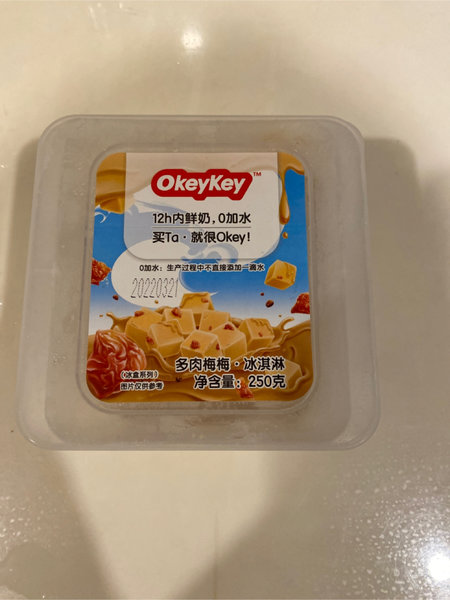 OkeyKey™
12h内鲜奶,0加水
买Ta·就很Okey!
0加水:生产过程中不直接添加一滴水
20220321
多肉梅梅·冰淇淋
(冰盒系列)
净含量:250克
图片仅供参考